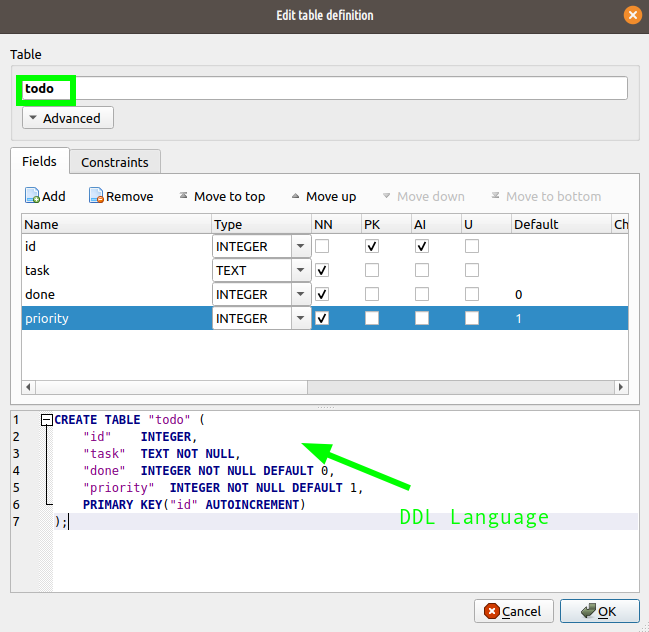 Edit table definition
Table
todo
Advanced
Fields
Constraints
Add
Remove
Move to top
Move up
Move down
Move to bottom
Name Type NN PK AI U Default Ch
id INTEGER
task TEXT
done INTEGER 0
priority INTEGER 1
1 CREATE TABLE "todo" (
2 "id" INTEGER,
3 "task" TEXT NOT NULL,
4 "done" INTEGER NOT NULL DEFAULT 0,
5 "priority" INTEGER NOT NULL DEFAULT 1,
6 PRIMARY KEY("id" AUTOINCREMENT)
7 );
DDL Language
Cancel
OK